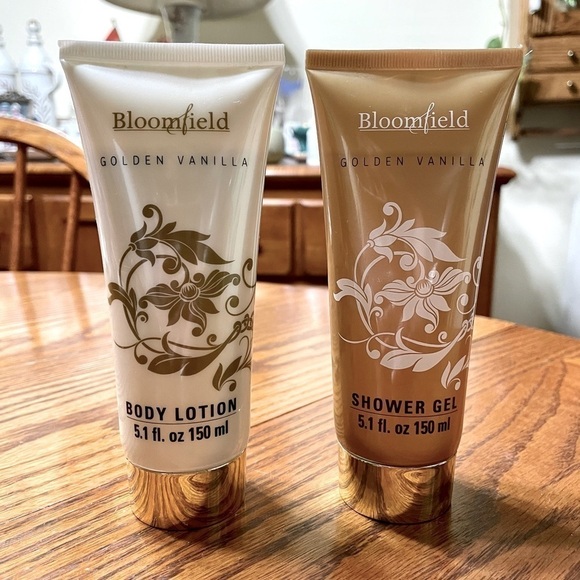 Bloomfield
GOLDEN VANILLA
BODY LOTION
5.1 fl. oz 150 ml
Bloomfield
GOLDEN VANILLA
SHOWER GEL
5.1 fl. oz 150 ml